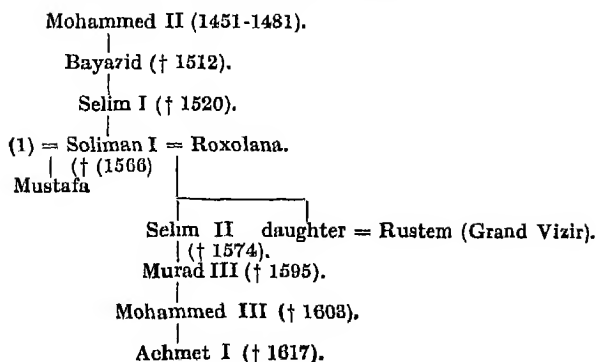 Mohammed II (1451-1481).
Bayazid († 1512).
Selim I († 1520).
(1) = Soliman I = Roxolana.
(† (1566)
Mustafa
Selim II daughter = Rustem (Grand Vizir).
(† 1574).
Murad III († 1595).
Mohammed III († 1603).
Achmet I († 1617).